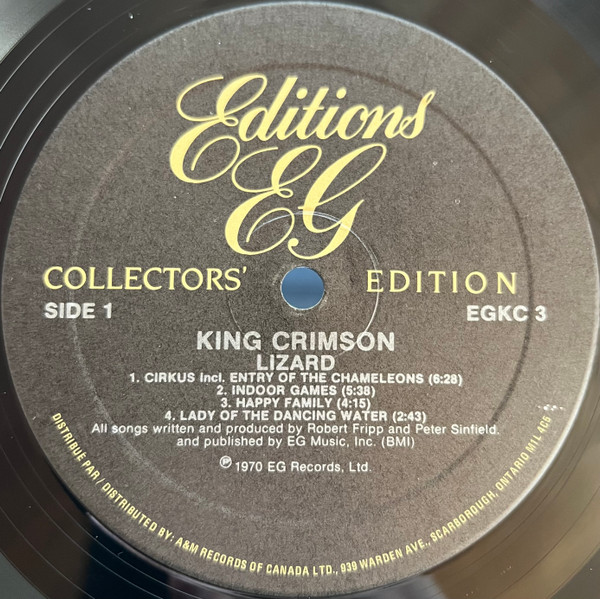 Editions
EG
COLLECTORS' EDITION
SIDE 1 EGKC 3
KING CRIMSON
LIZARD
1. CIRKUS incl. ENTRY OF THE CHAMELEONS (6:28)
2. INDOOR GAMES (5:38)
3. HAPPY FAMILY (4:15)
4. LADY OF THE DANCING WATER (2:43)
All songs written and produced by Robert Fripp and Peter Sinfield.
and published by EG Music, Inc. (BMI)
℗ 1970 EG Records, Ltd.
DISTRIBUÉ PAR / DISTRIBUTED BY: A&M RECORDS OF CANADA LTD., 939 WARDEN AVE., SCARBOROUGH, ONTARIO M1L 4C5